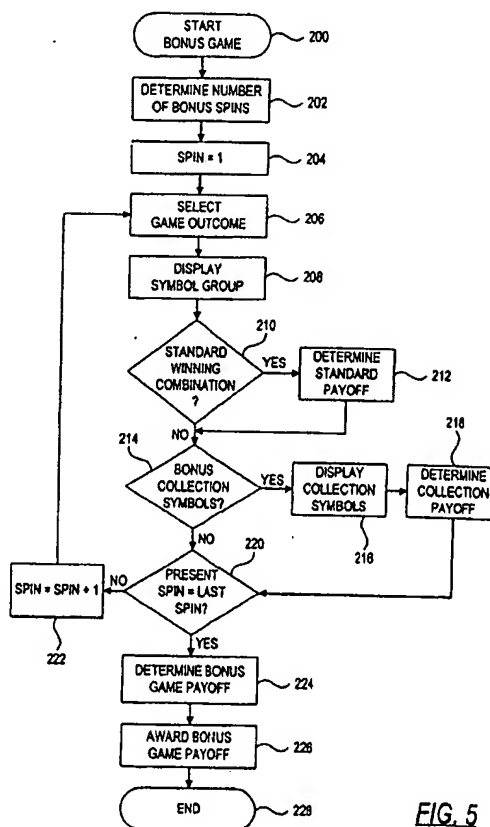 START
BONUS GAME
200
DETERMINE NUMBER
OF BONUS SPINS
202
SPIN = 1
204
SELECT
GAME OUTCOME
206
DISPLAY
SYMBOL GROUP
208
210
STANDARD
WINNING
COMBINATION
?
YES
DETERMINE
STANDARD
PAYOFF
212
NO
214
BONUS
COLLECTION
SYMBOLS?
YES
DISPLAY
COLLECTION
SYMBOLS
216
218
DETERMINE
COLLECTION
PAYOFF
NO
220
PRESENT
SPIN = LAST
SPIN?
NO
SPIN = SPIN + 1
222
YES
DETERMINE BONUS
GAME PAYOFF
224
AWARD BONUS
GAME PAYOFF
226
END
228
FIG. 5